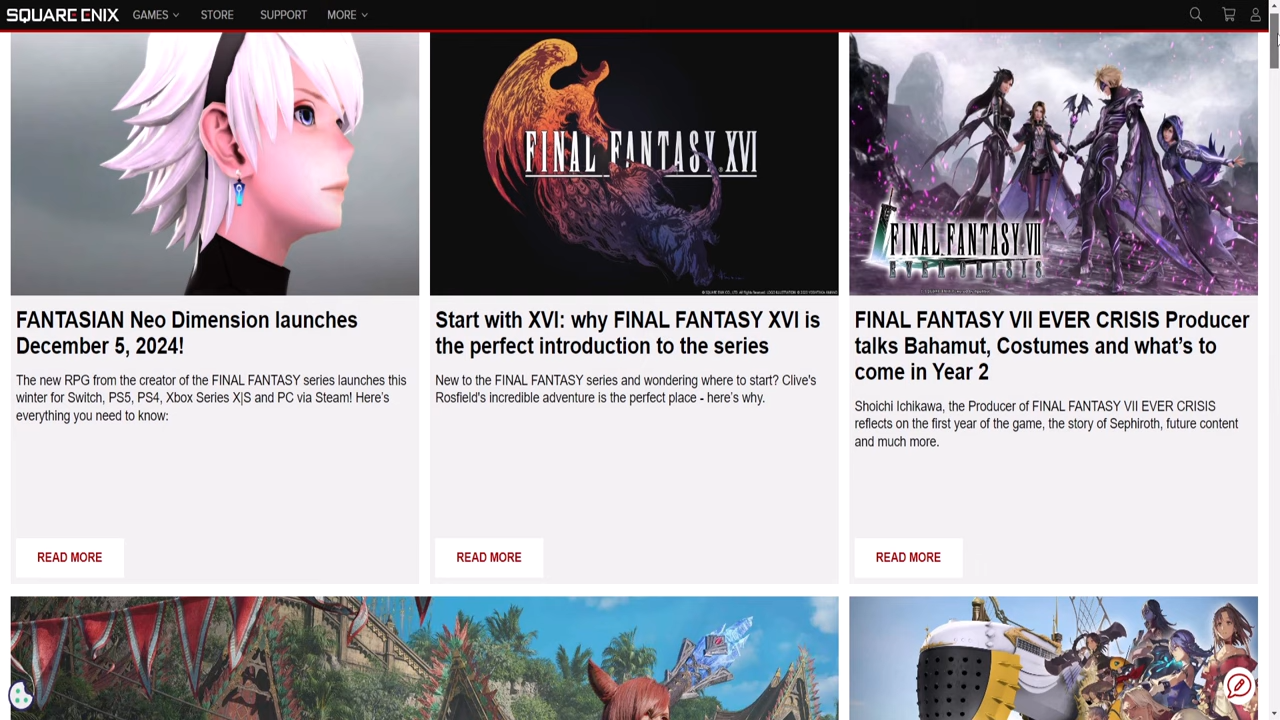 SQUARE ENIX
GAMES
STORE
SUPPORT
MORE
FINAL FANTASY XVI
FINAL FANTASY VII
EVER CRISIS
FANTASIAN Neo Dimension launches
December 5, 2024!
The new RPG from the creator of the FINAL FANTASY series launches this
winter for Switch, PS5, PS4, Xbox Series X|S and PC via Steam! Here's
everything you need to know:
READ MORE
Start with XVI: why FINAL FANTASY XVI is
the perfect introduction to the series
New to the FINAL FANTASY series and wondering where to start? Clive's
Rosfield's incredible adventure is the perfect place - here's why.
READ MORE
FINAL FANTASY VII EVER CRISIS Producer
talks Bahamut, Costumes and what's to
come in Year 2
Shoichi Ichikawa, the Producer of FINAL FANTASY VII EVER CRISIS
reflects on the first year of the game, the story of Sephiroth, future content
and much more.
READ MORE